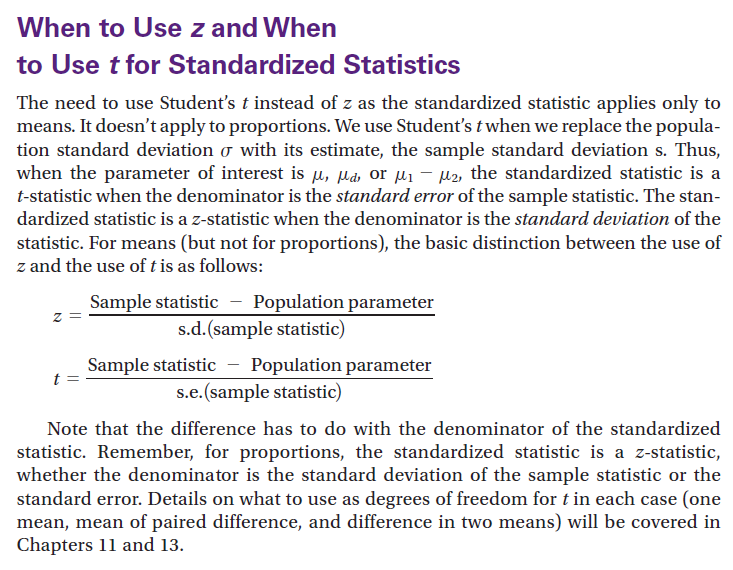 When to Use z and When
to Use t for Standardized Statistics
The need to use Student's t instead of z as the standardized statistic applies only to
means. It doesn't apply to proportions. We use Student's t when we replace the popula-
tion standard deviation σ with its estimate, the sample standard deviation s. Thus,
when the parameter of interest is μ, μd, or μ1 − μ2, the standardized statistic is a
t-statistic when the denominator is the standard error of the sample statistic. The stan-
dardized statistic is a z-statistic when the denominator is the standard deviation of the
statistic. For means (but not for proportions), the basic distinction between the use of
z and the use of t is as follows:
Sample statistic − Population parameter
z =
s.d.(sample statistic)
Sample statistic − Population parameter
t =
s.e.(sample statistic)
Note that the difference has to do with the denominator of the standardized
statistic. Remember, for proportions, the standardized statistic is a z-statistic,
whether the denominator is the standard deviation of the sample statistic or the
standard error. Details on what to use as degrees of freedom for t in each case (one
mean, mean of paired difference, and difference in two means) will be covered in
Chapters 11 and 13.